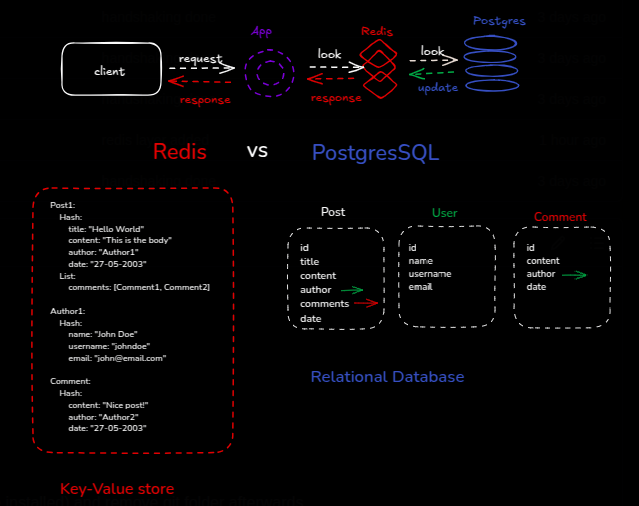 Postgres
App
Redis
client
request
response
look
response
look
update
Redis vs PostgresSQL
Post1:
Hash:
title: "Hello World"
content: "This is the body"
author: "Author1"
date: "27-05-2003"
List:
comments: [Comment1, Comment2]
Author1:
Hash:
name: "John Doe"
username: "johndoe"
email: "john@email.com"
Comment:
Hash:
content: "Nice post!"
author: "Author2"
date: "27-05-2003"
Key-Value store
Post
id
title
content
author
comments
date
User
id
name
username
email
Comment
id
content
author
date
Relational Database